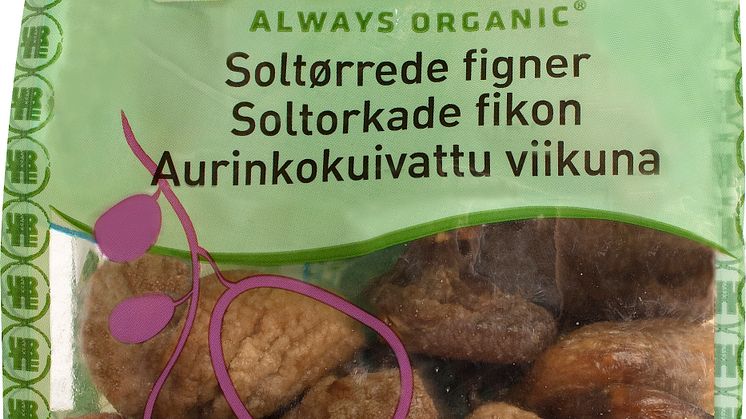 ALWAYS ORGANIC®
Soltørrede figner
Soltorkade fikon
Aurinkokuivattu viikuna